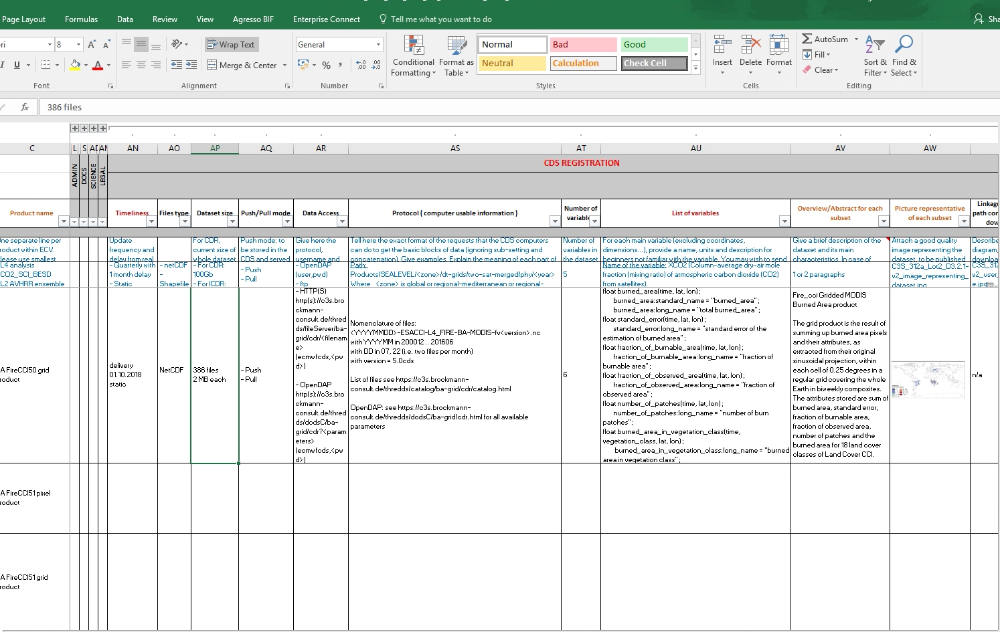 Page Layout Formulas Data Review View Agresso BIF Enterprise Connect Tell me what you want to do Sha
ri 8 A A Wrap Text General
I U A Merge & Center % ,
Conditional Formatting Format as Table
Normal Bad Good
Neutral Calculation Check Cell
Insert Delete Format
AutoSum
Fill
Clear
Sort & Filter Find & Select
Font Alignment Number Styles Cells Editing
fx 386 files
C L S AN AO AP AQ AR AS AT AU AV AW
ADMIN
DOCS
SCIENCE
LEGAL
CDS REGISTRATION
Product name
Timeliness
Files type
Dataset size
Push/Pull mode
Data Access
Protocol ( computer usable information )
Number of
variable
List of variables
Overview/Abstract for each
subset
Picture representative
of each subset
Linkag
path cor
dow
ne separate line per
roduct within ECV.
lease use smallest
Update
frequency and
delay from real
For CDR,
current size of
whole dataset
Push mode: to
be stored in the
CDS and served
Give here the
protocol,
username and
Tell here the exact format of the requests that the CDS computers
can do to get the basic blocks of data (ignoring sub-setting and
concatenation). Give examples. Explain the meaning of each part of
Number of
variables in
the dataset
For each main variable (excluding coordinates,
dimensions...), provide a name, units and description for
beginners not familiar with the variable. You may wish to send
Give a brief description of the
dataset and its main
characteristics. In case of
Attach a good quality
image representing the
dataset, to be published
Describe
diagram,
downloa
L4 analysis
CO2_SCI_BESD
L2 AVHRR ensemble
- Quarterly with
1 month delay
- Static
- netCDF
-
Shapefile
- For CDR:
100Gb
- For ICDR:
- Push
- Pull
- OpenDAP
(user,pwd)
- ftp
Path:
Products/SEALEVEL/<zone>/dt-grids/two-sat-merged/phy/<year>
Where <zone> is global or regional-mediterranean or regional-
5
Name of the variable: XCO2 (Column-average dry-air mole
fraction (mixing ratio) of atmospheric carbon dioxide (CO2)
from satellites).
1 or 2 paragraphs
C3S_312a_Lot2_D3.2.1-
v2_image_representing_
dataset.jpg
C3S_312
v2_user_
e.jpg
A FireCCI50 grid
roduct
delivery
01.10.2018
static
NetCDF
386 files
2 MB each
- Push
- Pull
- HTTP(S)
http(s)://c3s.bro
ckmann-
consult.de/thred
ds/fileServer/ba-
grid/cdr/<filenam
e>
(ecmwfcds,<pw
d>)
- OpenDAP
http(s)://c3s.bro
ckmann-
consult.de/thred
ds/dodsC/ba-
grid/cdr?<param
eters>
(ecmwfcds,<pw
d>)
Nomenclature of files:
<YYYYMMDD>-ESACCI-L4_FIRE-BA-MODIS-fv<version>.nc
with YYYYMM in 200012 .. 201606
with DD in 07, 22 (i.e. two files per month)
with version = 5.0cds
List of files see https://c3s.brockmann-
consult.de/thredds/catalog/ba-grid/cdr/catalog.html
OpenDAP: see https://c3s.brockmann-
consult.de/thredds/dodsC/ba-grid/cdr.html for all available
parameters
6
float burned_area(time, lat, lon) ;
burned_area:standard_name = "burned_area" ;
burned_area:long_name = "total burned_area" ;
float standard_error(time, lat, lon) ;
standard_error:long_name = "standard error of the
estimation of burned area" ;
float fraction_of_burnable_area(time, lat, lon) ;
fraction_of_burnable_area:long_name = "fraction of
burnable area" ;
float fraction_of_observed_area(time, lat, lon) ;
fraction_of_observed_area:long_name = "fraction of
observed area" ;
float number_of_patches(time, lat, lon) ;
number_of_patches:long_name = "number of burn
patches" ;
float burned_area_in_vegetation_class(time,
vegetation_class, lat, lon) ;
burned_area_in_vegetation_class:long_name = "burned
area in vegetation class" ;
Fire_cci Gridded MODIS
Burned Area product
The grid product is the result of
summing up burned area pixels
and their attributes, as
extracted from their original
sinusoidal projection, within
each cell of 0.25 degrees in a
regular grid covering the whole
Earth in biweekly composites.
The attributes stored are sum of
burned area, standard error,
fraction of burnable area,
fraction of observed area,
number of patches and the
burned area for 18 land cover
classes of Land Cover CCI.
n/a
A FireCCI51 pixel
roduct
A FireCCI51 grid
roduct